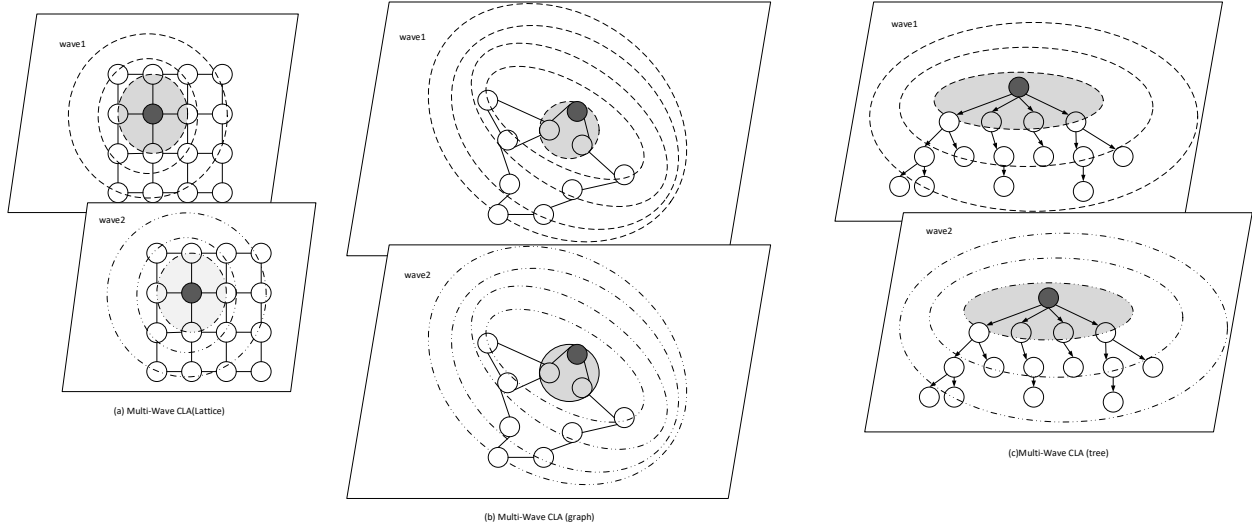 wave1
wave2
(a) Multi-Wave CLA(Lattice)
wave1
wave2
(b) Multi-Wave CLA (graph)
wave1
wave2
(c)Multi-Wave CLA (tree)